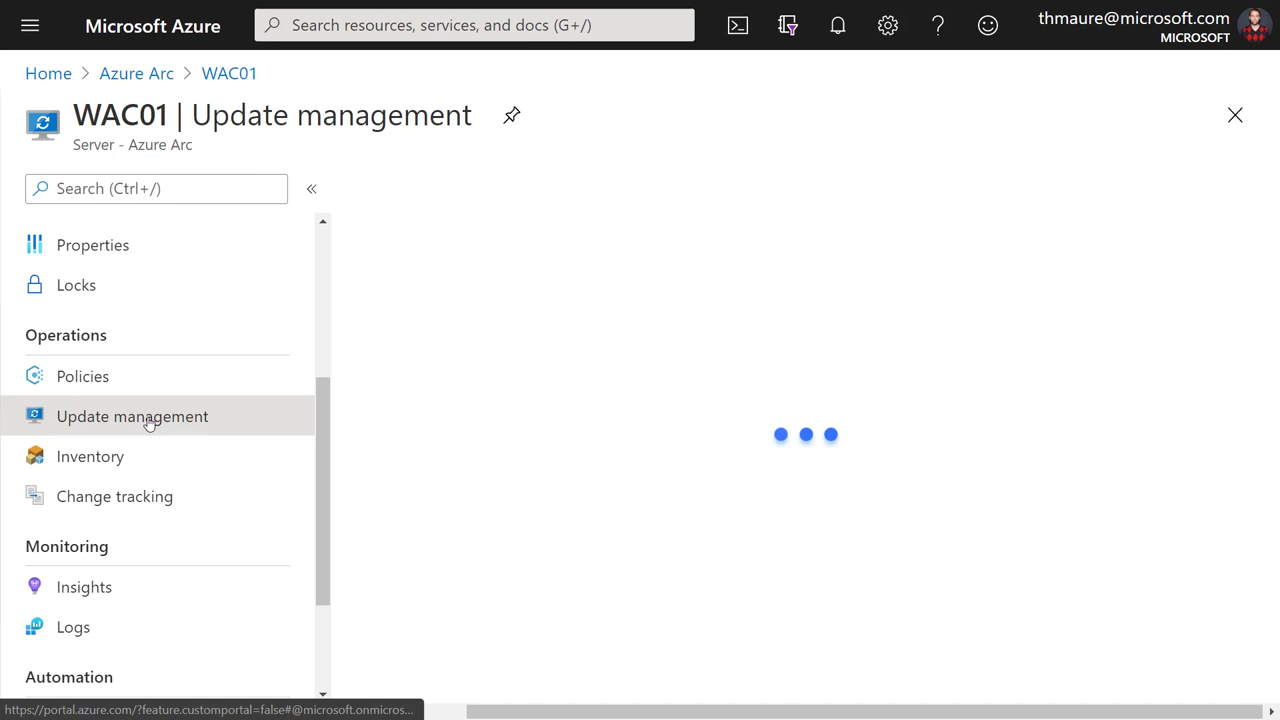 Microsoft Azure
Search resources, services, and docs (G+/)
thmaure@microsoft.com
MICROSOFT
Home > Azure Arc > WAC01
WAC01 | Update management
Server - Azure Arc
Search (Ctrl+/)
«
Properties
Locks
Operations
Policies
Update management
Inventory
Change tracking
Monitoring
Insights
Logs
Automation
https://portal.azure.com/?feature.customportal=false#@microsoft.onmicros...